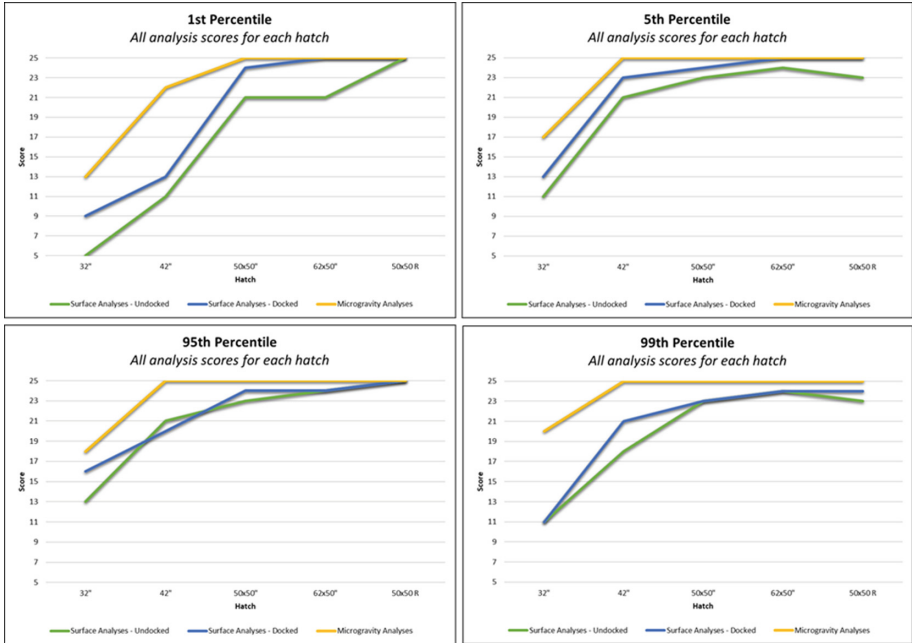 1st Percentile
All analysis scores for each hatch
25
23
21
19
17
15
13
11
9
7
5
Score
32"
42"
50x50"
62x50"
50x50 R
Hatch
Surface Analyses - Undocked
Surface Analyses - Docked
Microgravity Analyses
5th Percentile
All analysis scores for each hatch
25
23
21
19
17
15
13
11
9
7
5
Score
32"
42"
50x50"
62x50"
50x50 R
Hatch
Surface Analyses - Undocked
Surface Analyses - Docked
Microgravity Analyses
95th Percentile
All analysis scores for each hatch
25
23
21
19
17
15
13
11
9
7
5
Score
32"
42"
50x50"
62x50"
50x50 R
Hatch
Surface Analyses - Undocked
Surface Analyses - Docked
Microgravity Analyses
99th Percentile
All analysis scores for each hatch
25
23
21
19
17
15
13
11
9
7
5
Score
32"
42"
50x50"
62x50"
50x50 R
Hatch
Surface Analyses - Undocked
Surface Analyses - Docked
Microgravity Analyses